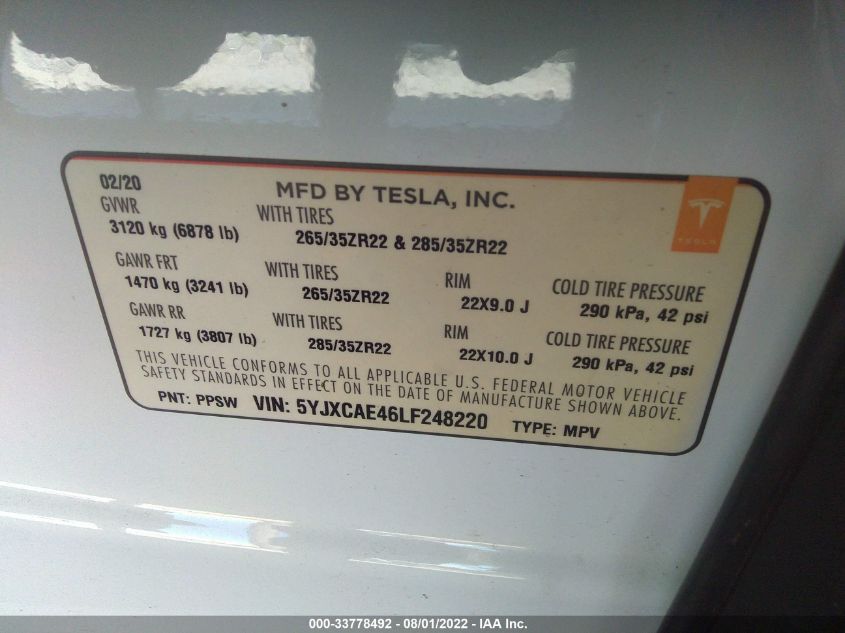 02/20
MFD BY TESLA, INC.
TESLA
GVWR
3120 kg (6878 lb)
WITH TIRES
265/35ZR22 & 285/35ZR22
GAWR FRT
1470 kg (3241 lb)
WITH TIRES
265/35ZR22
RIM
22X9.0 J
COLD TIRE PRESSURE
290 kPa, 42 psi
GAWR RR
1727 kg (3807 lb)
WITH TIRES
285/35ZR22
RIM
22X10.0 J
COLD TIRE PRESSURE
290 kPa, 42 psi
THIS VEHICLE CONFORMS TO ALL APPLICABLE U.S. FEDERAL MOTOR VEHICLE
SAFETY STANDARDS IN EFFECT ON THE DATE OF MANUFACTURE SHOWN ABOVE.
PNT: PPSW VIN: 5YJXCAE46LF248220 TYPE: MPV
000-33778492 - 08/01/2022 - IAA Inc.